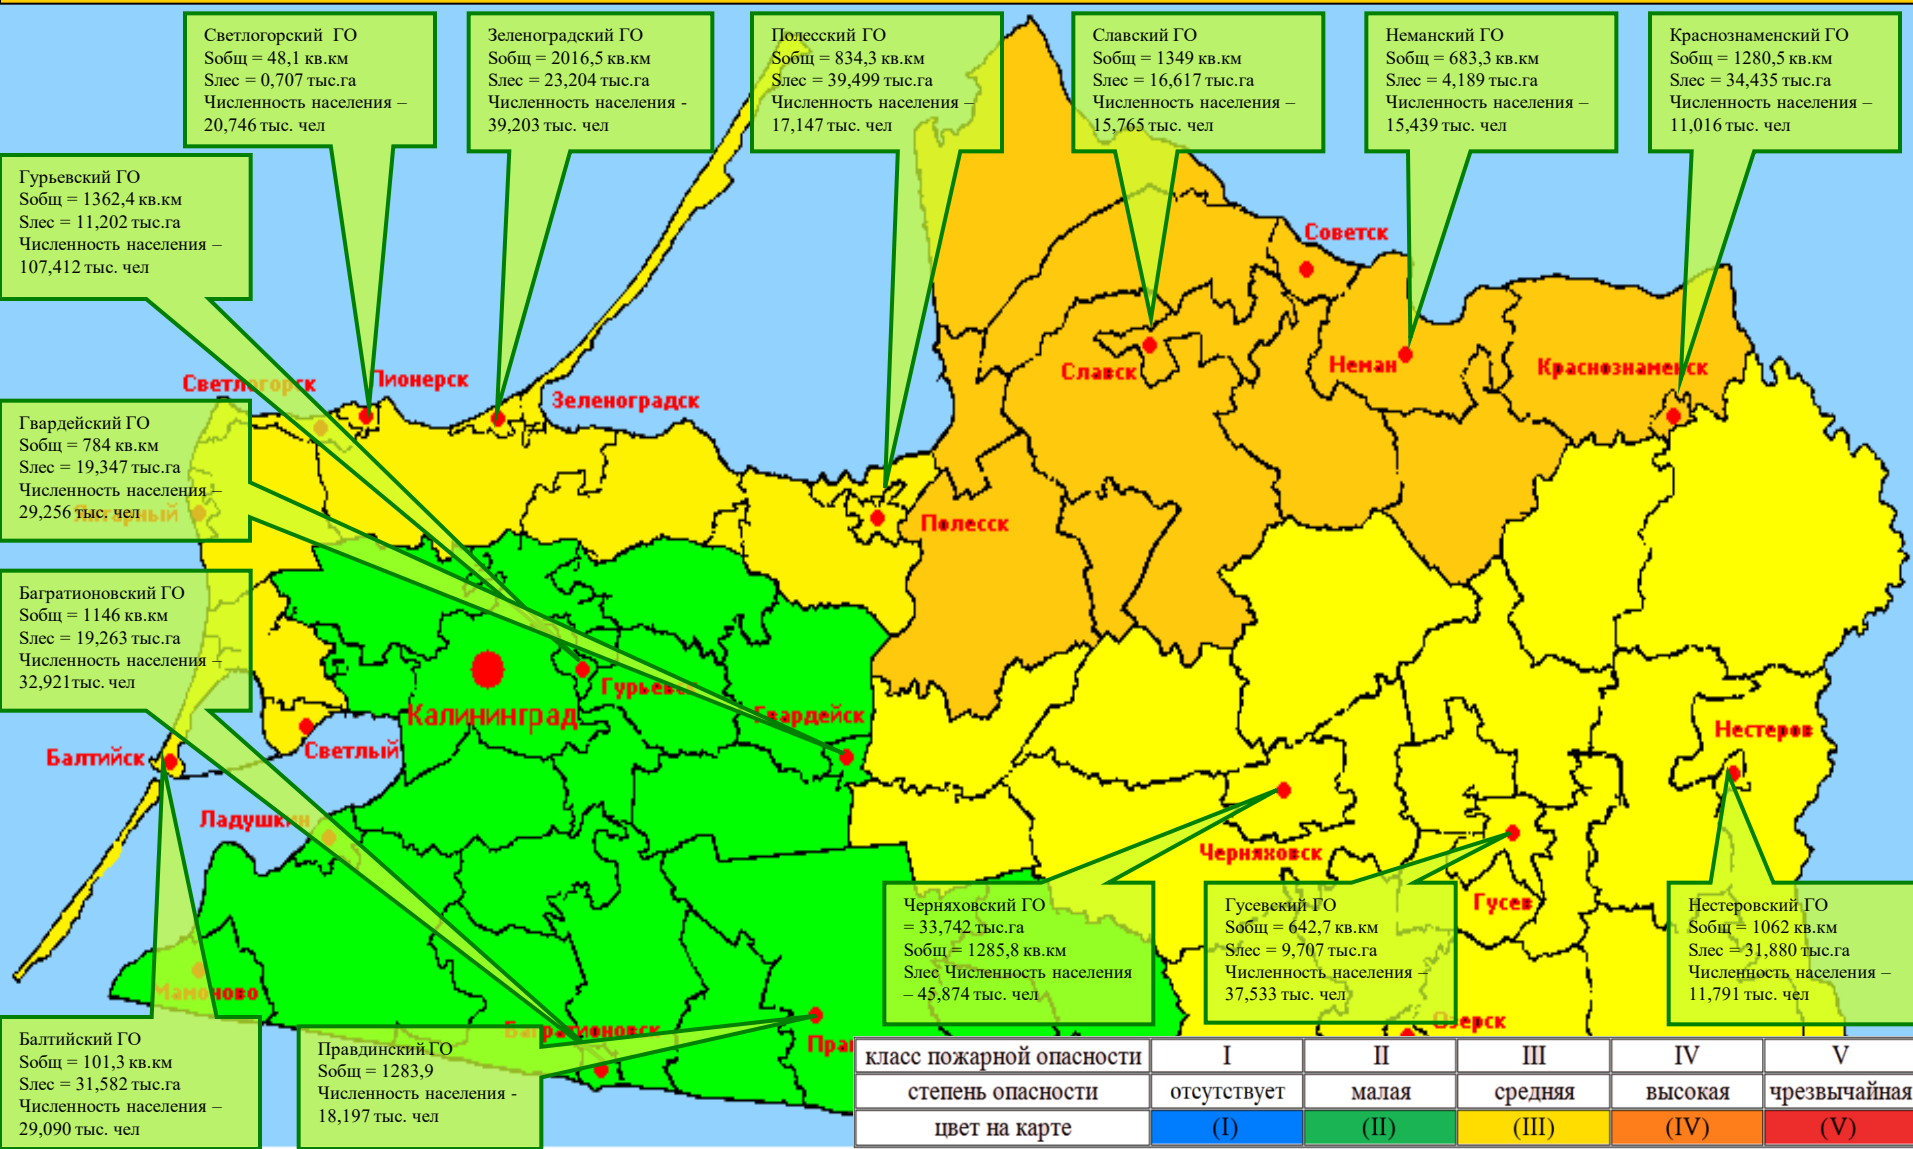 Светлогорский ГО
Sобщ = 48,1 кв.км
Sлес = 0,707 тыс.га
Численность населения –
20,746 тыс. чел
Зеленоградский ГО
Sобщ = 2016,5 кв.км
Sлес = 23,204 тыс.га
Численность населения -
39,203 тыс. чел
Полесский ГО
Sобщ = 834,3 кв.км
Sлес = 39,499 тыс.га
Численность населения –
17,147 тыс. чел
Славский ГО
Sобщ = 1349 кв.км
Sлес = 16,617 тыс.га
Численность населения –
15,765 тыс. чел
Неманский ГО
Sобщ = 683,3 кв.км
Sлес = 4,189 тыс.га
Численность населения –
15,439 тыс. чел
Краснознаменский ГО
Sобщ = 1280,5 кв.км
Sлес = 34,435 тыс.га
Численность населения –
11,016 тыс. чел
Гурьевский ГО
Sобщ = 1362,4 кв.км
Sлес = 11,202 тыс.га
Численность населения –
107,412 тыс. чел
Советск
Славск
Неман
Краснознаменск
Светлогорск
Пионерск
Зеленоградск
Гвардейский ГО
Sобщ = 784 кв.км
Sлес = 19,347 тыс.га
Численность населения –
29,256 тыс. чел
Янтарный
Полесск
Багратионовский ГО
Sобщ = 1146 кв.км
Sлес = 19,263 тыс.га
Численность населения –
32,921тыс. чел
Гурьевск
Калининград
Гвардейск
Нестеров
Балтийск
Светлый
Ладушкин
Черняховск
Гусев
Черняховский ГО
= 33,742 тыс.га
Sобщ = 1285,8 кв.км
Sлес Численность населения
– 45,874 тыс. чел
Гусевский ГО
Sобщ = 642,7 кв.км
Sлес = 9,707 тыс.га
Численность населения –
37,533 тыс. чел
Нестеровский ГО
Sобщ = 1062 кв.км
Sлес = 31,880 тыс.га
Численность населения –
11,791 тыс. чел
Мамоново
Багратионовск
Озерск
Прав
Балтийский ГО
Sобщ = 101,3 кв.км
Sлес = 31,582 тыс.га
Численность населения –
29,090 тыс. чел
Правдинский ГО
Sобщ = 1283,9
Численность населения -
18,197 тыс. чел
класс пожарной опасности I II III IV V
степень опасности отсутствует малая средняя высокая чрезвычайная
цвет на карте (I) (II) (III) (IV) (V)